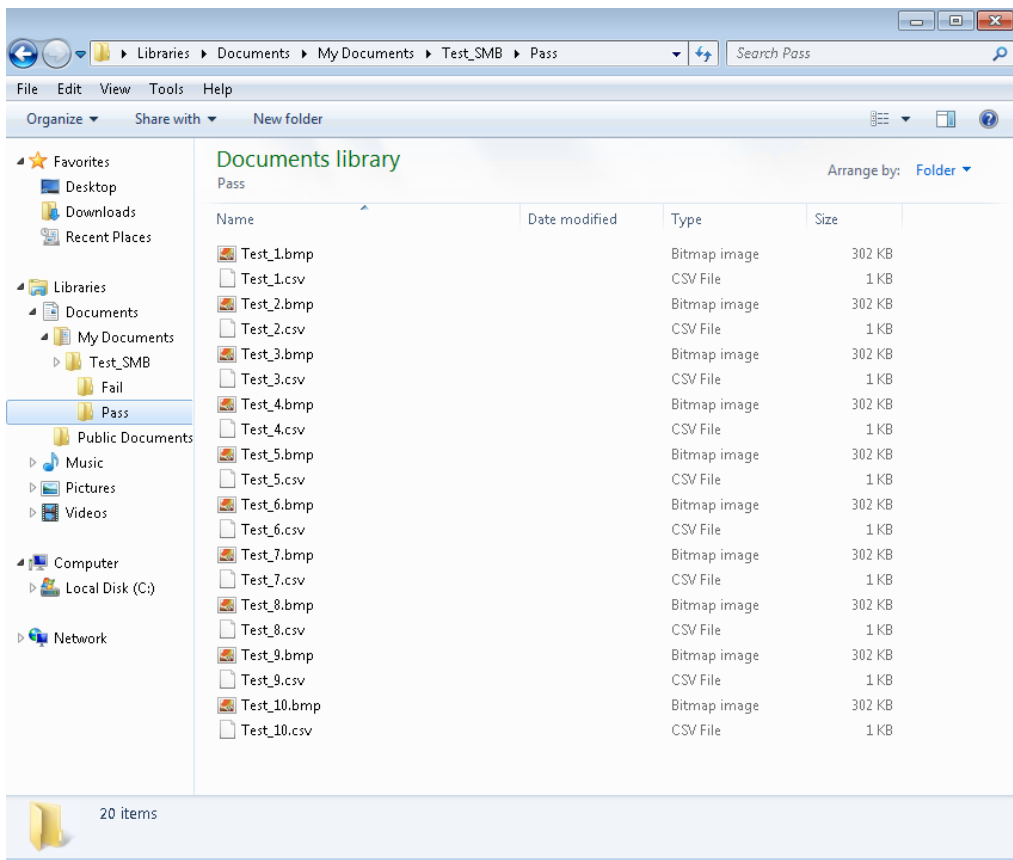 Libraries Documents My Documents Test_SMB Pass Search Pass
File Edit View Tools Help
Organize Share with New folder
Favorites
Desktop
Downloads
Recent Places
Libraries
Documents
My Documents
Test_SMB
Fail
Pass
Public Documents
Music
Pictures
Videos
Computer
Local Disk (C:)
Network
Documents library
Pass
Arrange by: Folder
Name Date modified Type Size
Test_1.bmp Bitmap image 302 KB
Test_1.csv CSV File 1 KB
Test_2.bmp Bitmap image 302 KB
Test_2.csv CSV File 1 KB
Test_3.bmp Bitmap image 302 KB
Test_3.csv CSV File 1 KB
Test_4.bmp Bitmap image 302 KB
Test_4.csv CSV File 1 KB
Test_5.bmp Bitmap image 302 KB
Test_5.csv CSV File 1 KB
Test_6.bmp Bitmap image 302 KB
Test_6.csv CSV File 1 KB
Test_7.bmp Bitmap image 302 KB
Test_7.csv CSV File 1 KB
Test_8.bmp Bitmap image 302 KB
Test_8.csv CSV File 1 KB
Test_9.bmp Bitmap image 302 KB
Test_9.csv CSV File 1 KB
Test_10.bmp Bitmap image 302 KB
Test_10.csv CSV File 1 KB
20 items